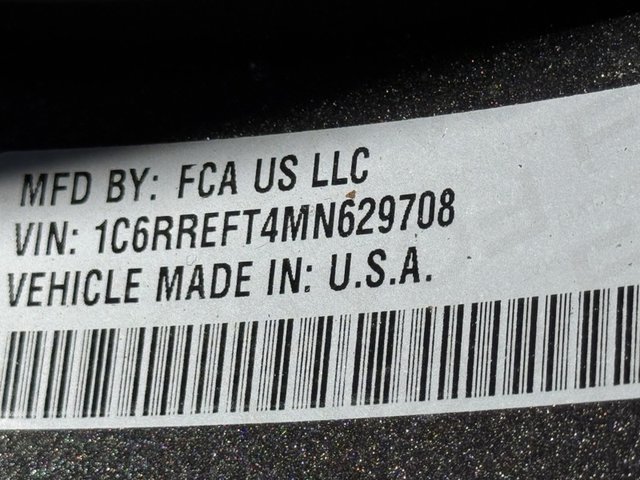 MFD BY: FCA US LLC
VIN: 1C6RREFT4MN629708
VEHICLE MADE IN: U.S.A.